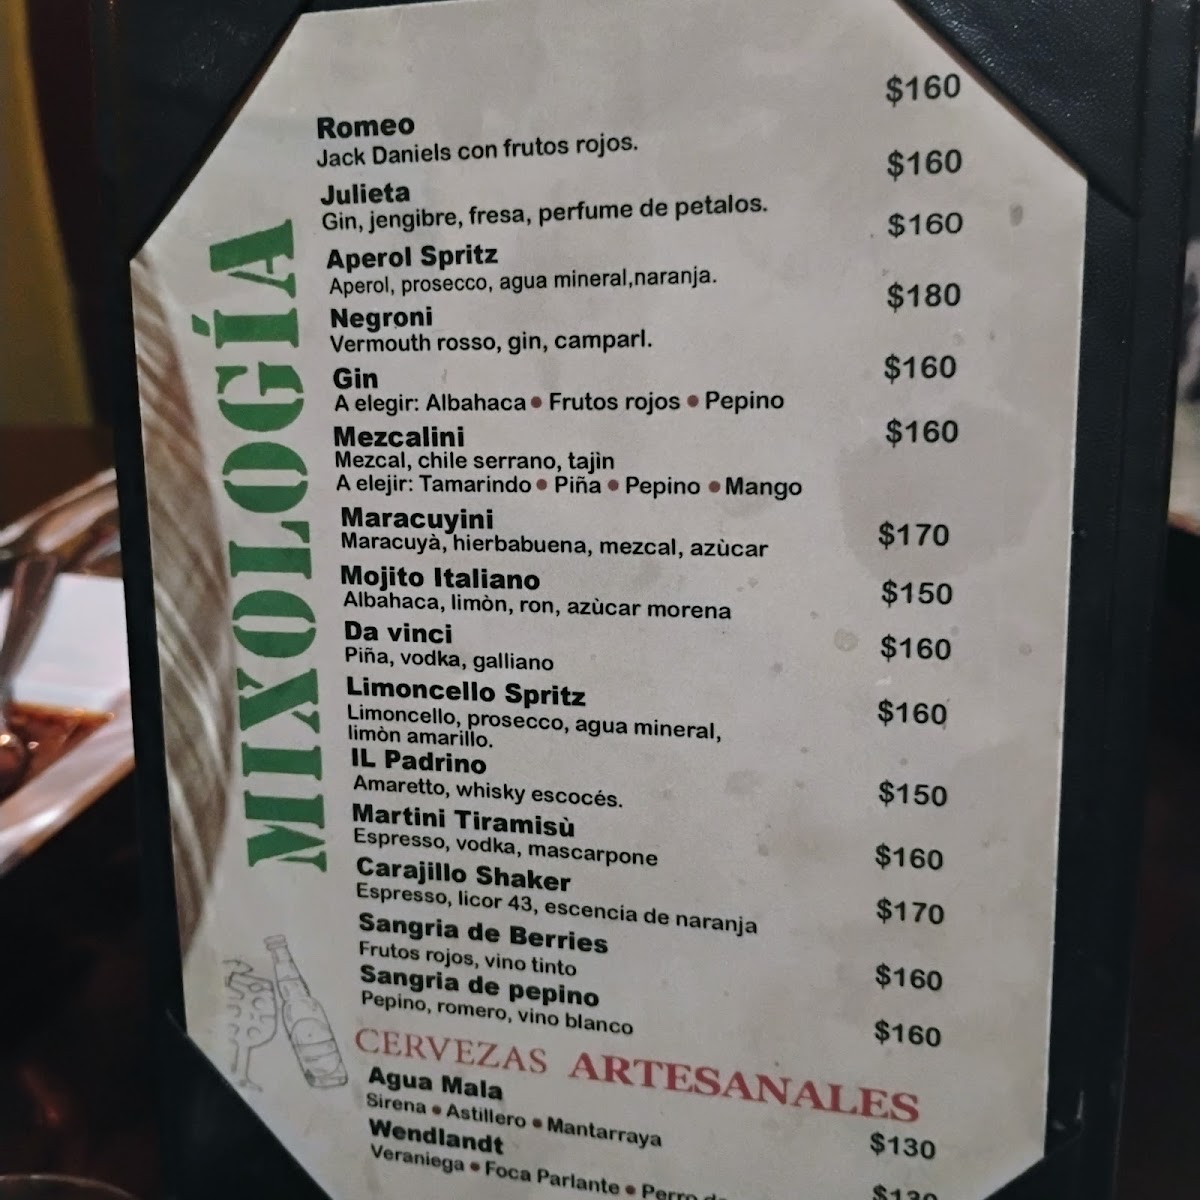 MIXOLOGÍA
Romeo $160
Jack Daniels con frutos rojos.
Julieta $160
Gin, jengibre, fresa, perfume de petalos.
Aperol Spritz $160
Aperol, prosecco, agua mineral,naranja.
Negroni $180
Vermouth rosso, gin, camparl.
Gin $160
A elegir: Albahaca • Frutos rojos • Pepino
Mezcalini $160
Mezcal, chile serrano, tajìn
A elejir: Tamarindo • Piña • Pepino • Mango
Maracuyini $170
Maracuyà, hierbabuena, mezcal, azùcar
Mojito Italiano $150
Albahaca, limòn, ron, azùcar morena
Da vinci $160
Piña, vodka, galliano
Limoncello Spritz $160
Limoncello, prosecco, agua mineral,
limòn amarillo.
IL Padrino $150
Amaretto, whisky escocés.
Martini Tiramisù $160
Espresso, vodka, mascarpone
Carajillo Shaker $170
Espresso, licor 43, escencia de naranja
Sangria de Berries $160
Frutos rojos, vino tinto
Sangria de pepino $160
Pepino, romero, vino blanco
CERVEZAS ARTESANALES
Agua Mala $130
Sirena • Astillero • Mantarraya
Wendlandt $130
Veraniega • Foca Parlante • Perro